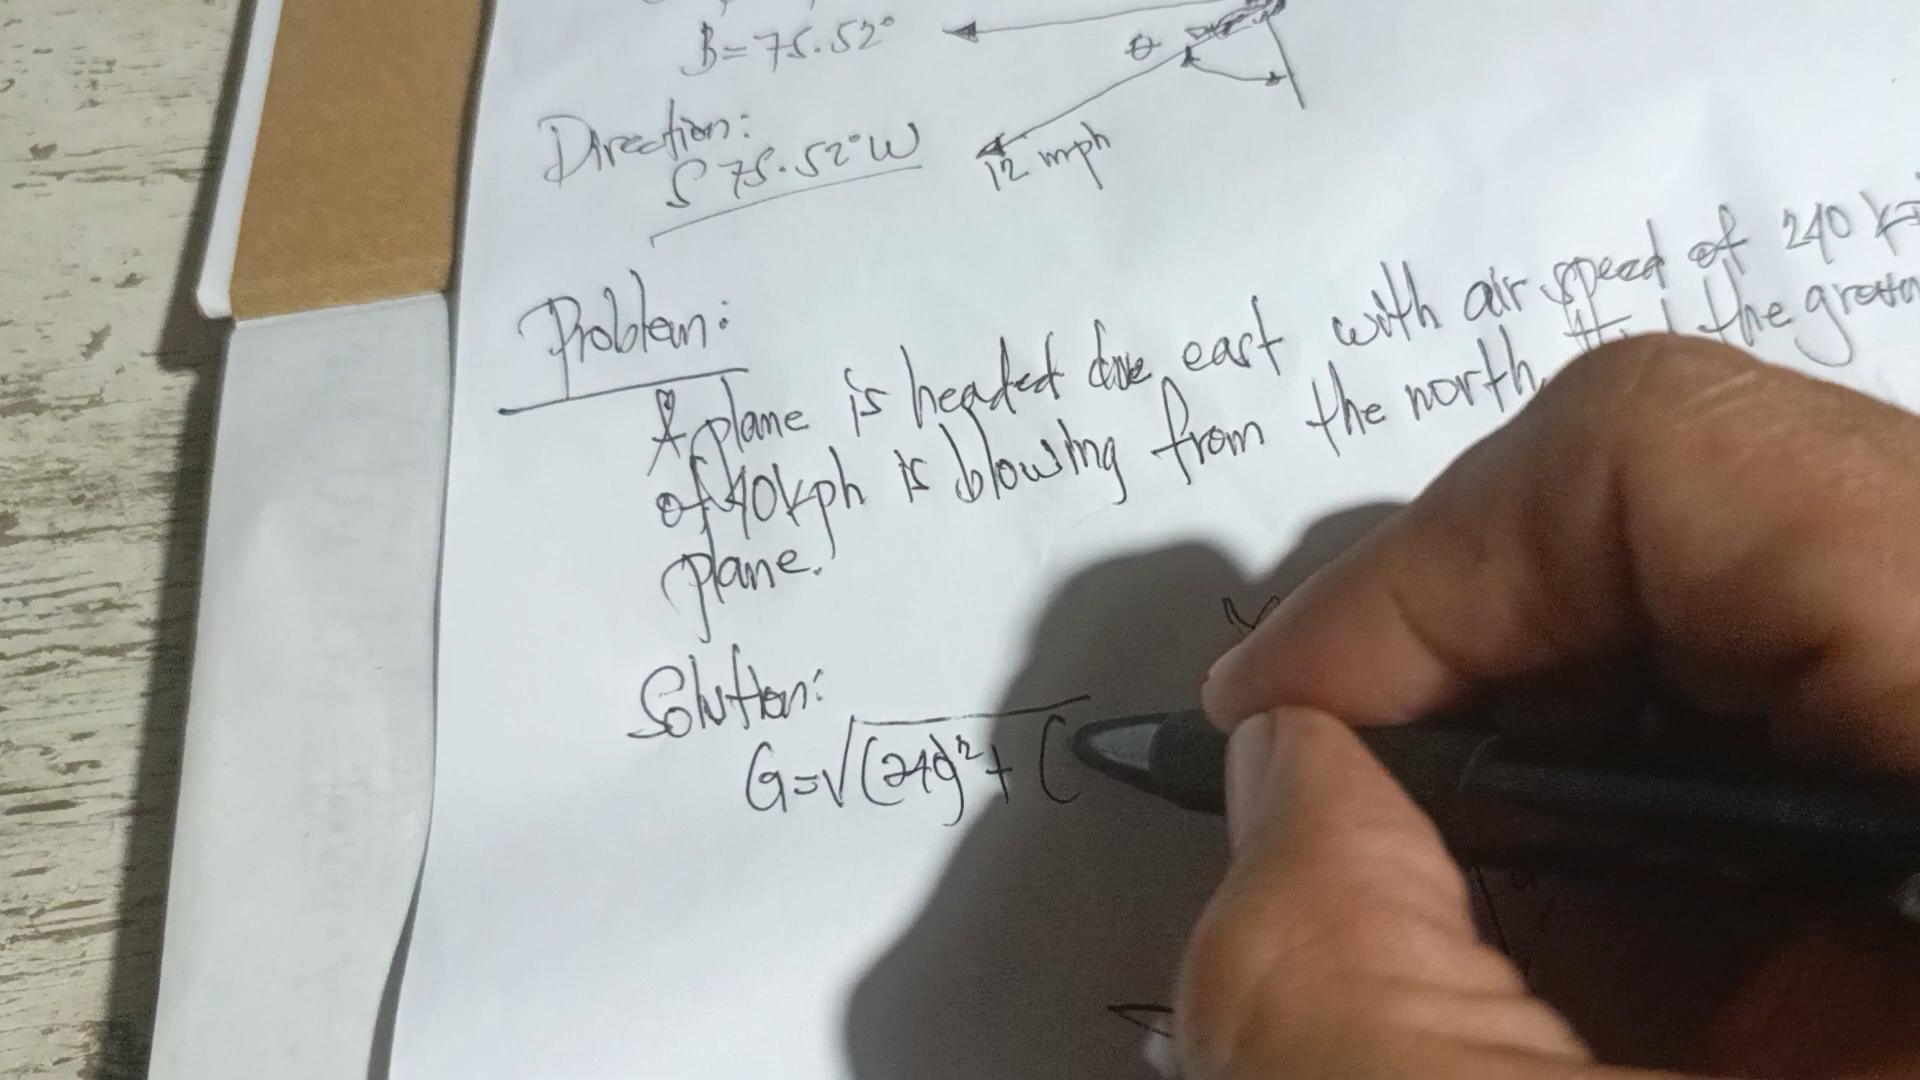 B=75.52°
θ
Direction:
S 75.52° W
12 mph
Problem:
A plane is headed due east with air speed of 240
of 40kph is blowing from the north, the
plane.
Solution:
G=√(240)²+ (